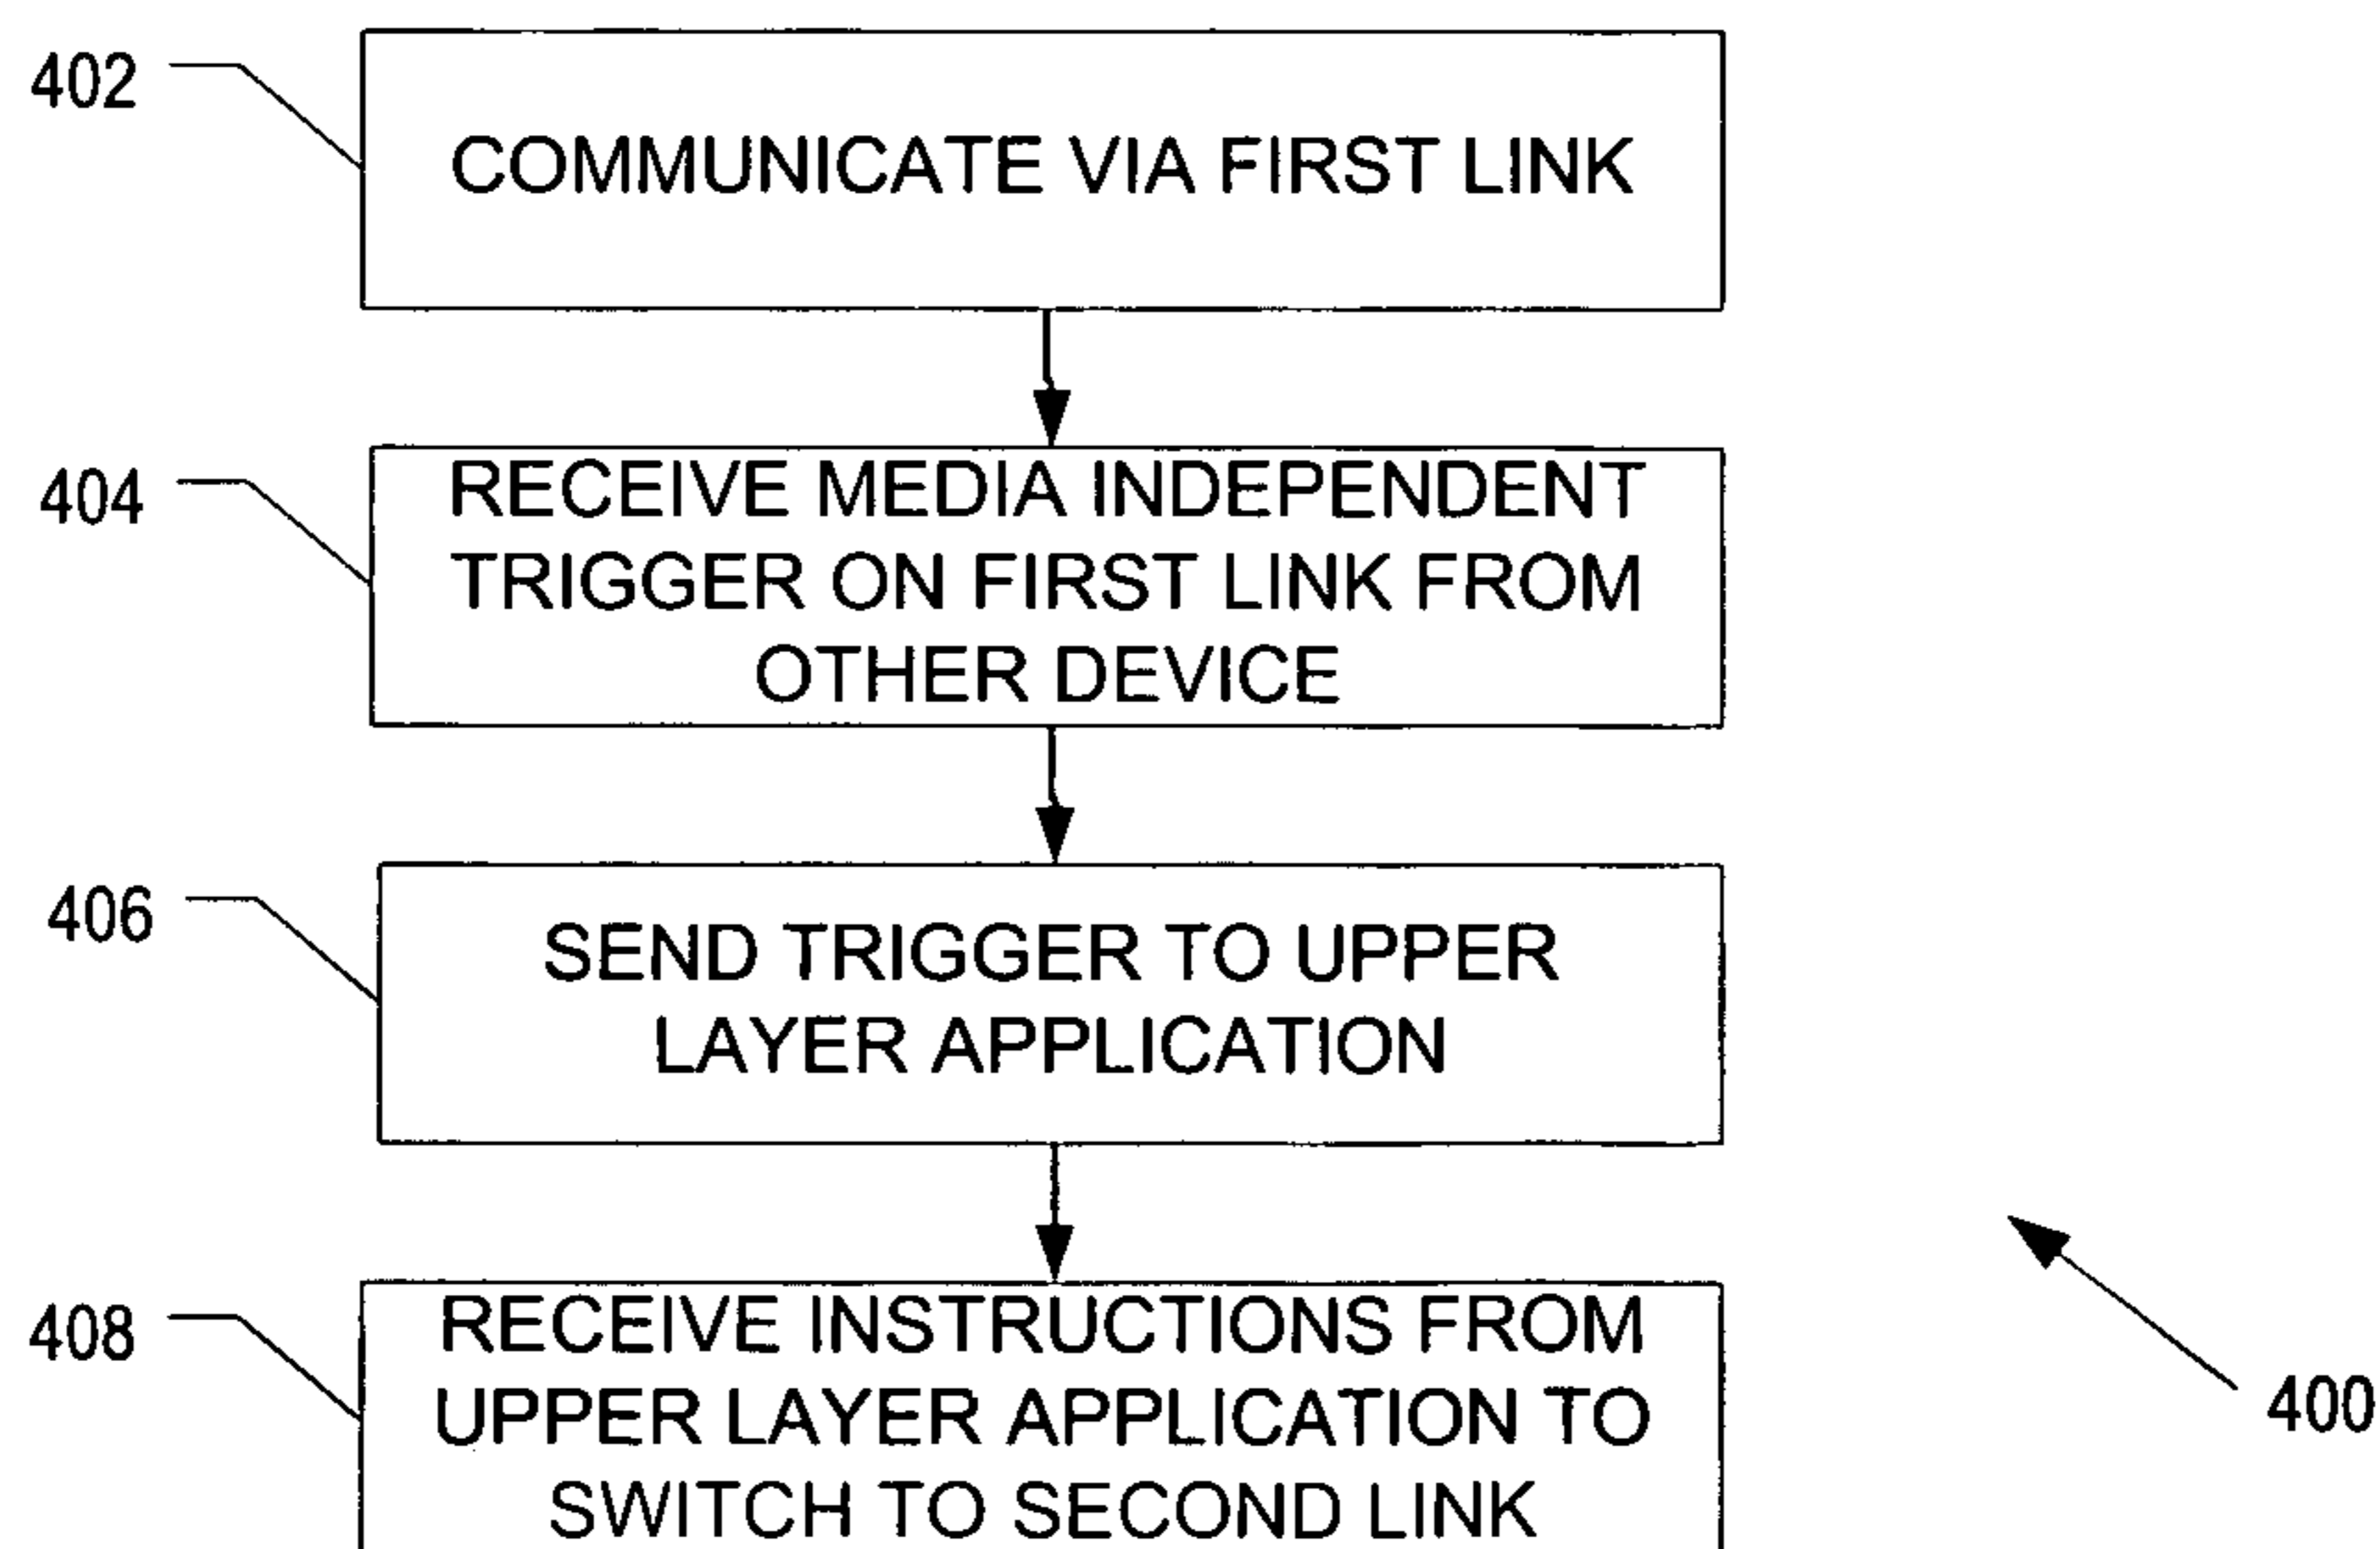 402
COMMUNICATE VIA FIRST LINK
404
RECEIVE MEDIA INDEPENDENT
TRIGGER ON FIRST LINK FROM
OTHER DEVICE
406
SEND TRIGGER TO UPPER
LAYER APPLICATION
408
RECEIVE INSTRUCTIONS FROM
UPPER LAYER APPLICATION TO
SWITCH TO SECOND LINK
400